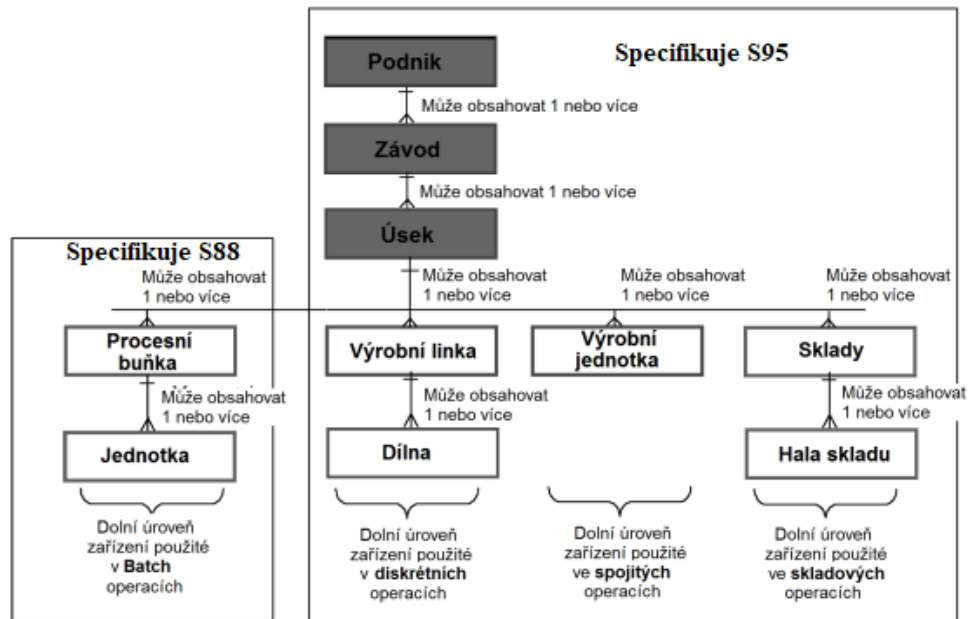 Specifikuje S95
Podnik
Může obsahovat 1 nebo více
Závod
Může obsahovat 1 nebo více
Úsek
Specifikuje S88
Může obsahovat
1 nebo více
Může obsahovat
1 nebo více
Může obsahovat
1 nebo více
Může obsahovat
1 nebo více
Procesní
buňka
Výrobní linka
Výrobní
jednotka
Sklady
Může obsahovat
1 nebo více
Může obsahovat
1 nebo více
Může obsahovat
1 nebo více
Jednotka
Dílna
Hala skladu
Dolní úroveň
zařízení použité
v Batch
operacích
Dolní úroveň
zařízení použité
v diskrétních
operacích
Dolní úroveň
zařízení použité
ve spojitých
operacích
Dolní úroveň
zařízení použité
ve skladových
operacích